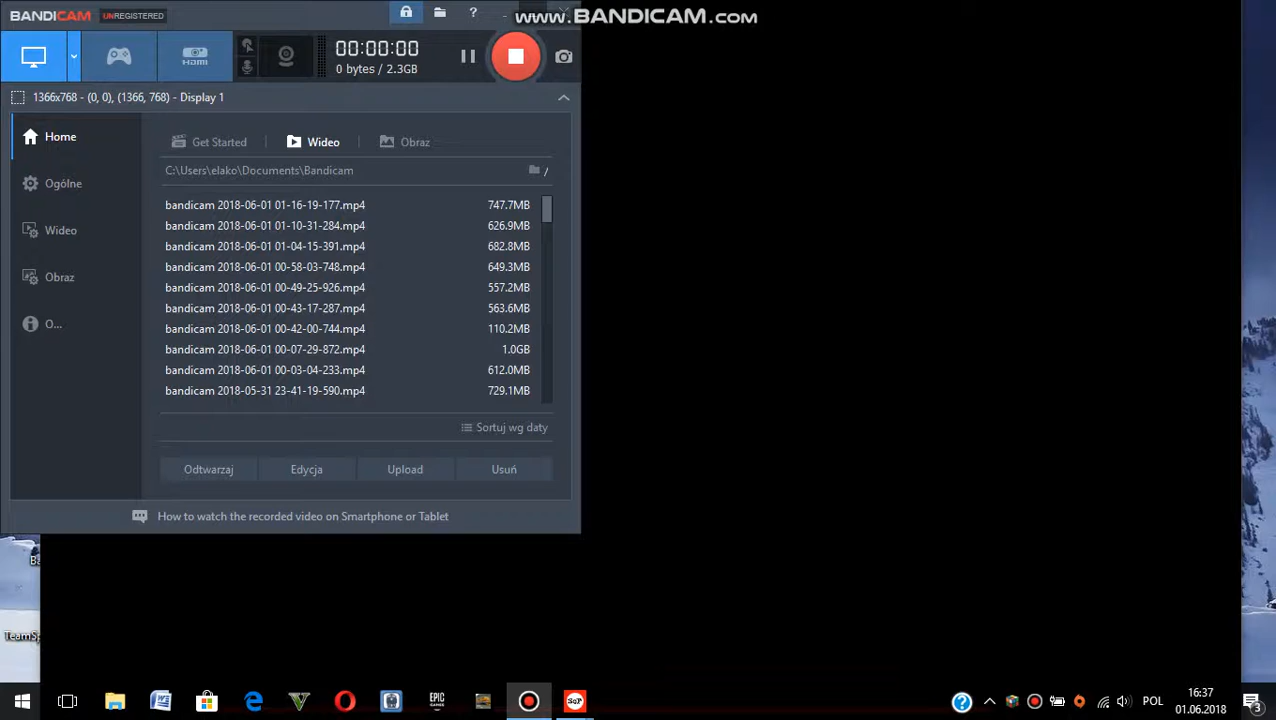 BANDICAM UNREGISTERED
www.BANDICAM.com
HDMI
00:00:00
0 bytes / 2.3GB
1366x768 - (0, 0), (1366, 768) - Display 1
Home
Ogólne
Wideo
Obraz
O...
Get Started
Wideo
Obraz
C:\Users\elako\Documents\Bandicam
/
bandicam 2018-06-01 01-16-19-177.mp4 747.7MB
bandicam 2018-06-01 01-10-31-284.mp4 626.9MB
bandicam 2018-06-01 01-04-15-391.mp4 682.8MB
bandicam 2018-06-01 00-58-03-748.mp4 649.3MB
bandicam 2018-06-01 00-49-25-926.mp4 557.2MB
bandicam 2018-06-01 00-43-17-287.mp4 563.6MB
bandicam 2018-06-01 00-42-00-744.mp4 110.2MB
bandicam 2018-06-01 00-07-29-872.mp4 1.0GB
bandicam 2018-06-01 00-03-04-233.mp4 612.0MB
bandicam 2018-05-31 23-41-19-590.mp4 729.1MB
Sortuj wg daty
Odtwarzaj Edycja Upload Usuń
How to watch the recorded video on Smartphone or Tablet
TeamSp
EPIC GAMES
POL
16:37
01.06.2018
3